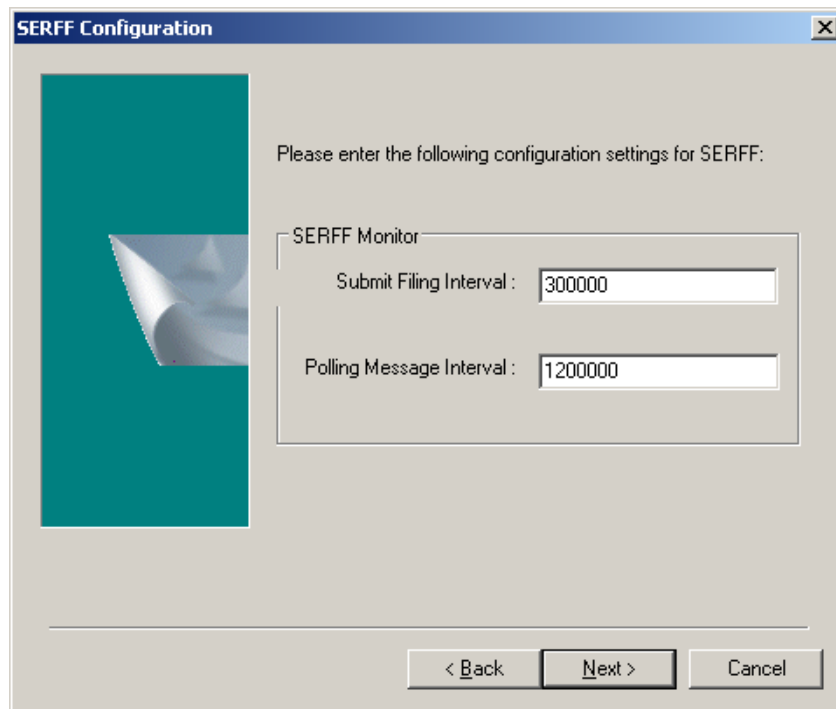 SERFF Configuration
Please enter the following configuration settings for SERFF:
SERFF Monitor
Submit Filing Interval : 300000
Polling Message Interval : 1200000
< Back Next > Cancel